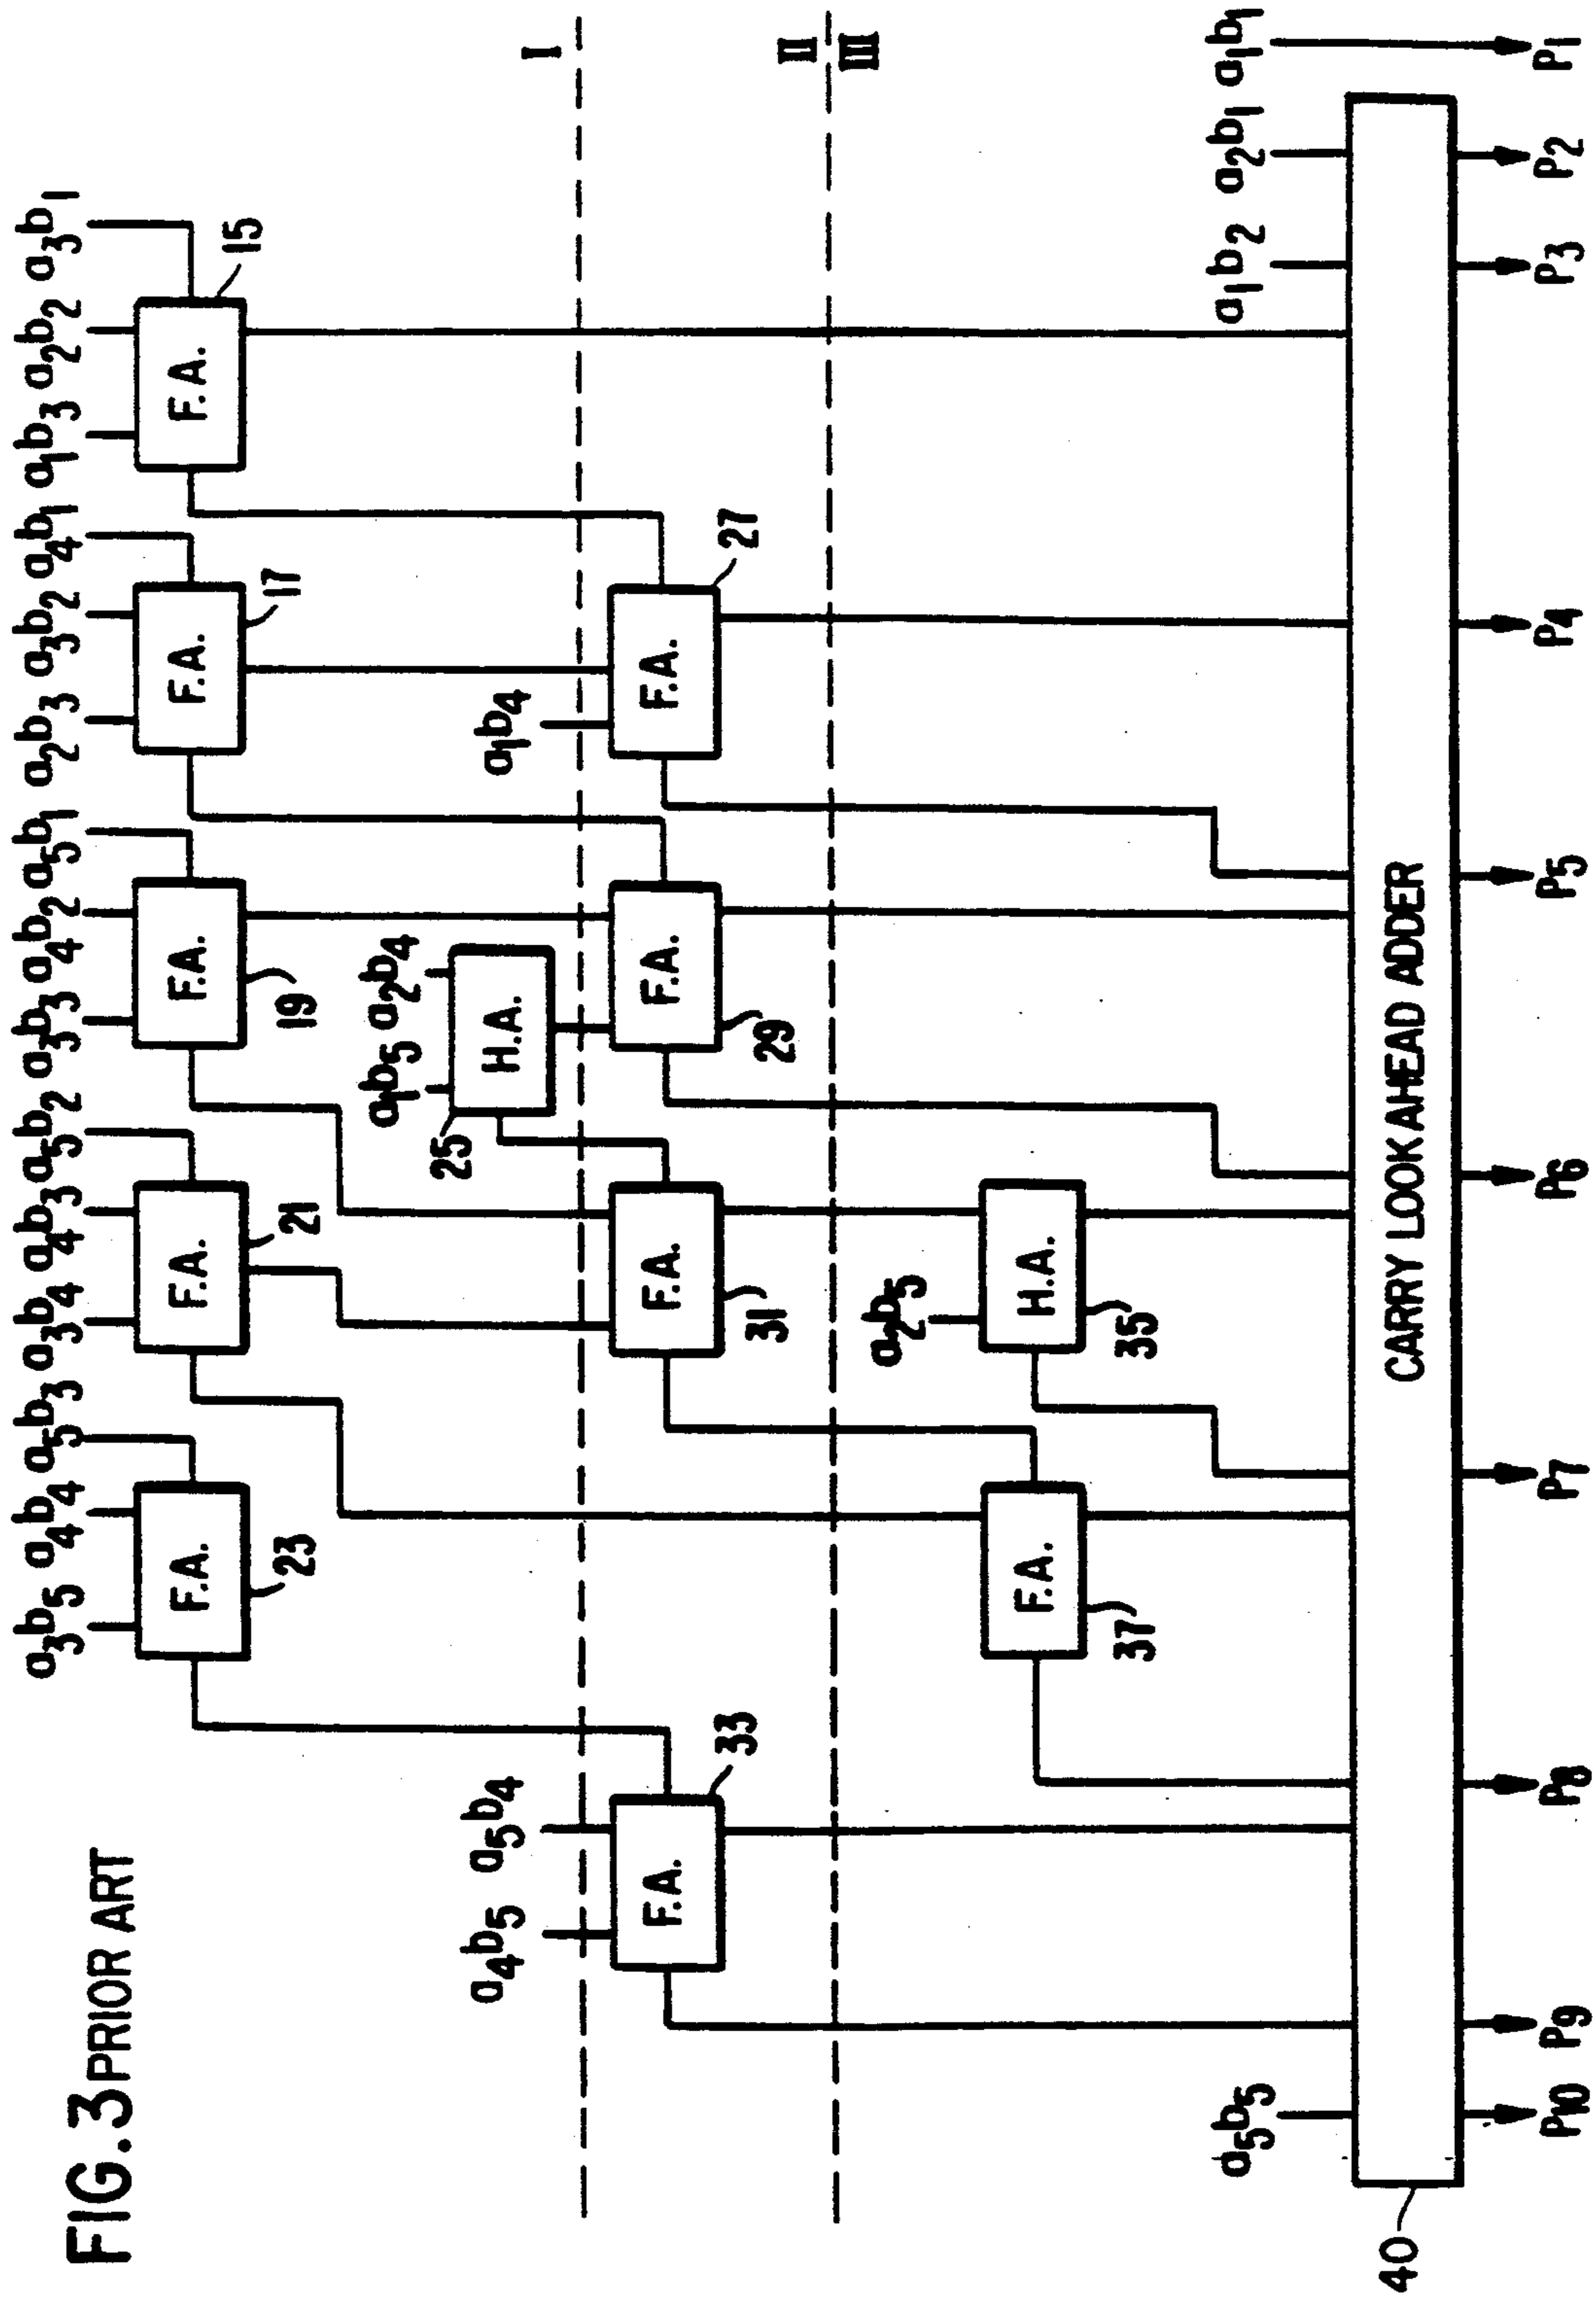 FIG.3 PRIOR ART
a3b5 a4b4 a5b3 a3b4 a4b3 a5b2 a3b3 a4b2 a5b1 a2b3 a3b2 a4b1 a1b3 a2b2 a3b1
F.A. F.A. F.A. F.A. F.A.
23 21 19 17 15
a1b5 a2b4
25 H.A.
a4b5 a5b4 a1b4
I
F.A. F.A. F.A. F.A.
33 31 29 27
II
III
a2b5
F.A. H.A.
37 35
a5b5 a1b2 a2b1 a1b1
40 CARRY LOOK AHEAD ADDER
P10 P9 P8 P7 P6 P5 P4 P3 P2 P1